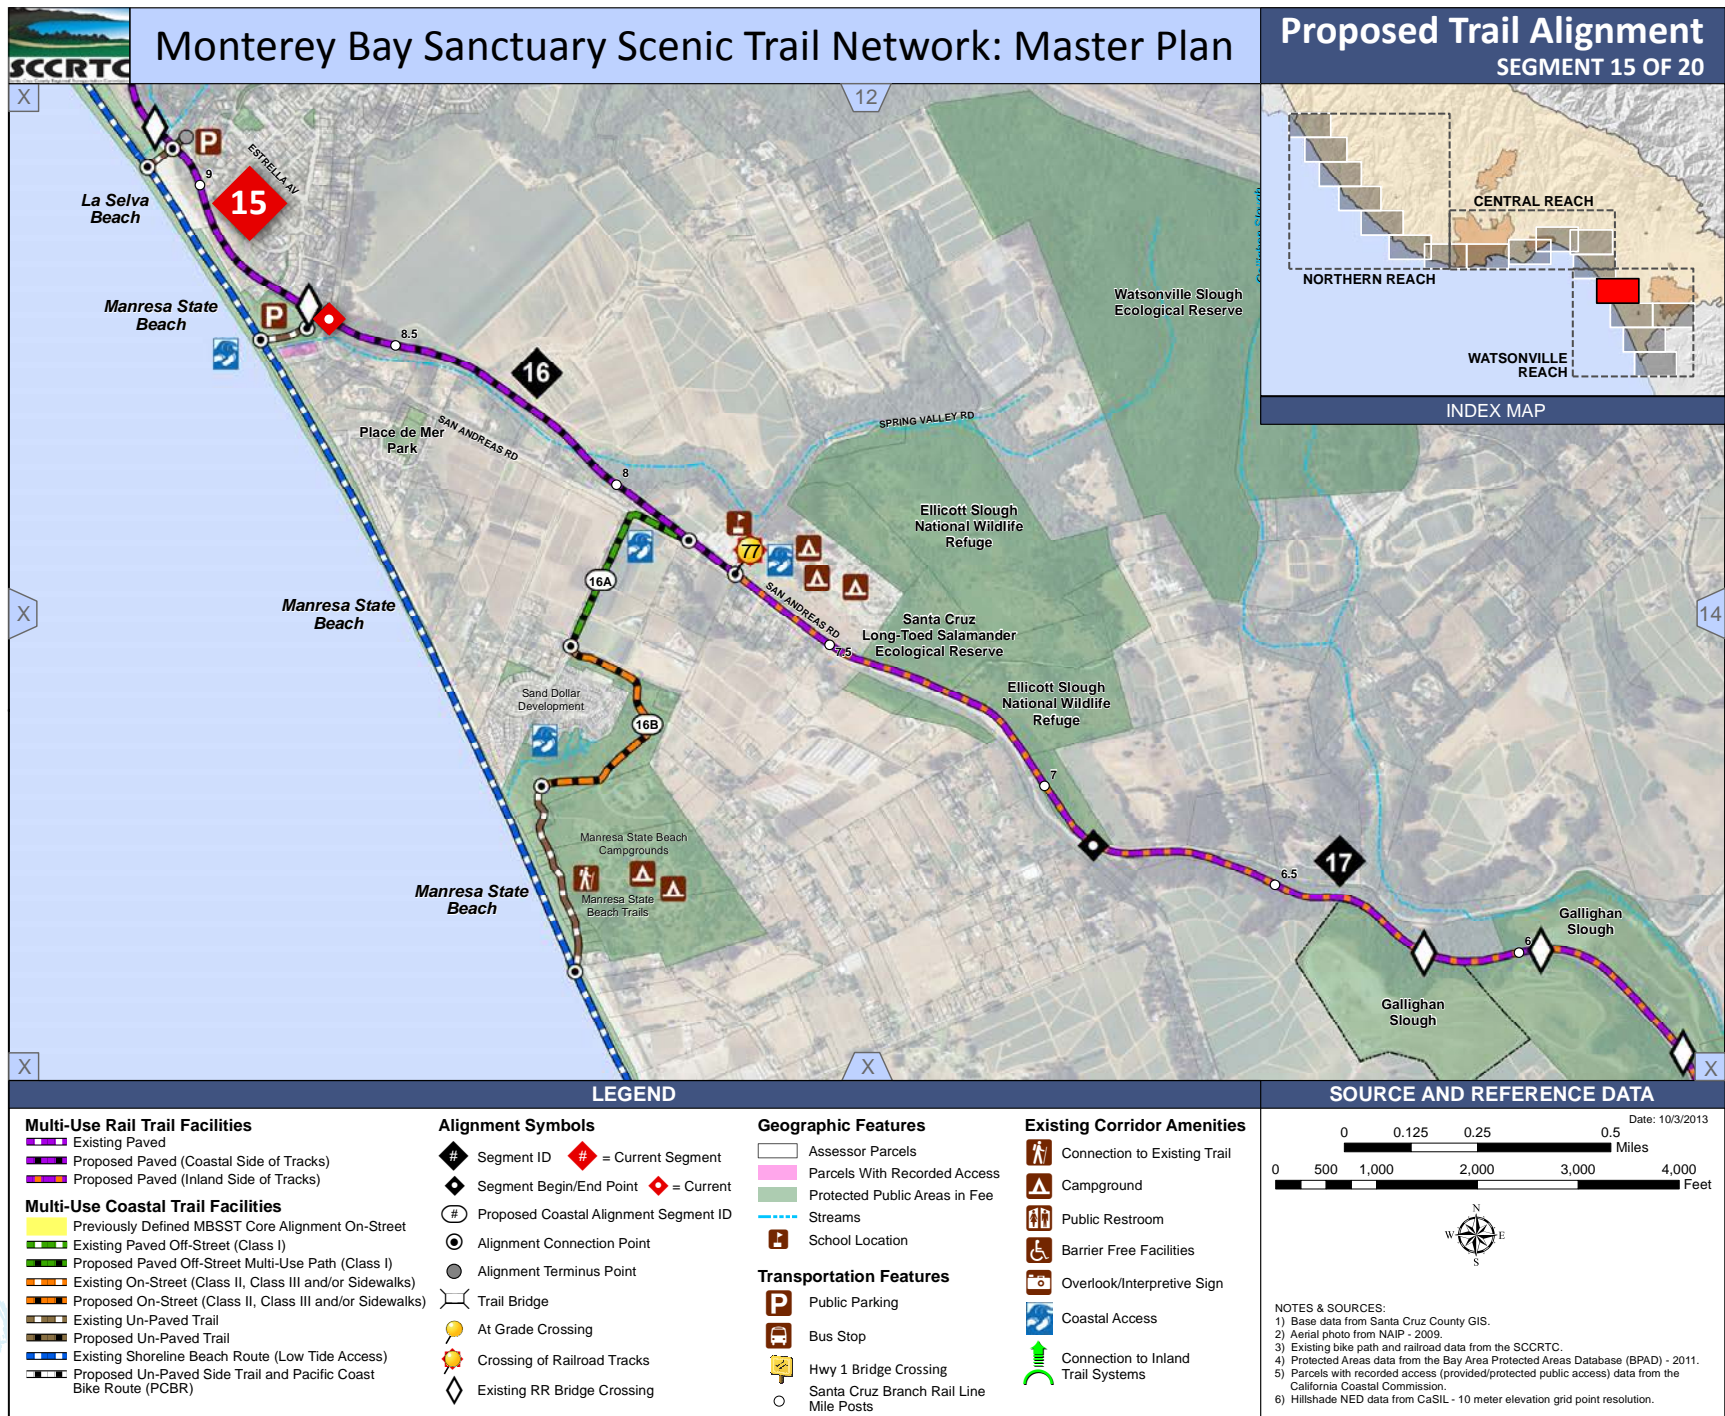 SCCRTC
Monterey Bay Sanctuary Scenic Trail Network: Master Plan
Proposed Trail Alignment
SEGMENT 15 OF 20
X
12
P
ESTRELLA AV
9
15
La Selva
Beach
Manresa State
Beach
P
8.5
16
Place de Mer
Park
SAN ANDREAS RD
SPRING VALLEY RD
Watsonville Slough
Ecological Reserve
CENTRAL REACH
NORTHERN REACH
WATSONVILLE
REACH
INDEX MAP
8
Ellicott Slough
National Wildlife
Refuge
77
16A
SAN ANDREAS RD
X
Manresa State
Beach
14
Santa Cruz
Long-Toed Salamander
Ecological Reserve
7.5
Sand Dollar
Development
16B
Ellicott Slough
National Wildlife
Refuge
7
Manresa State Beach
Campgrounds
17
6.5
Manresa State
Beach
Manresa State
Beach Trails
Gallighan
Slough
6
Gallighan
Slough
X
X
X
LEGEND
Multi-Use Rail Trail Facilities
Existing Paved
Proposed Paved (Coastal Side of Tracks)
Proposed Paved (Inland Side of Tracks)
Multi-Use Coastal Trail Facilities
Previously Defined MBSST Core Alignment On-Street
Existing Paved Off-Street (Class I)
Proposed Paved Off-Street Multi-Use Path (Class I)
Existing On-Street (Class II, Class III and/or Sidewalks)
Proposed On-Street (Class II, Class III and/or Sidewalks)
Existing Un-Paved Trail
Proposed Un-Paved Trail
Existing Shoreline Beach Route (Low Tide Access)
Proposed Un-Paved Side Trail and Pacific Coast
Bike Route (PCBR)
Alignment Symbols
# Segment ID # = Current Segment
Segment Begin/End Point = Current
# Proposed Coastal Alignment Segment ID
Alignment Connection Point
Alignment Terminus Point
Trail Bridge
At Grade Crossing
Crossing of Railroad Tracks
Existing RR Bridge Crossing
Geographic Features
Assessor Parcels
Parcels With Recorded Access
Protected Public Areas in Fee
Streams
School Location
Transportation Features
P Public Parking
Bus Stop
Hwy 1 Bridge Crossing
Santa Cruz Branch Rail Line
Mile Posts
Existing Corridor Amenities
Connection to Existing Trail
Campground
Public Restroom
Barrier Free Facilities
Overlook/Interpretive Sign
Coastal Access
Connection to Inland
Trail Systems
SOURCE AND REFERENCE DATA
Date: 10/3/2013
0 0.125 0.25 0.5
Miles
0 500 1,000 2,000 3,000 4,000
Feet
N
W E
S
NOTES & SOURCES:
1) Base data from Santa Cruz County GIS.
2) Aerial photo from NAIP - 2009.
3) Existing bike path and railroad data from the SCCRTC.
4) Protected Areas data from the Bay Area Protected Areas Database (BPAD) - 2011.
5) Parcels with recorded access (provided/protected public access) data from the
California Coastal Commission.
6) Hillshade NED data from CaSIL - 10 meter elevation grid point resolution.